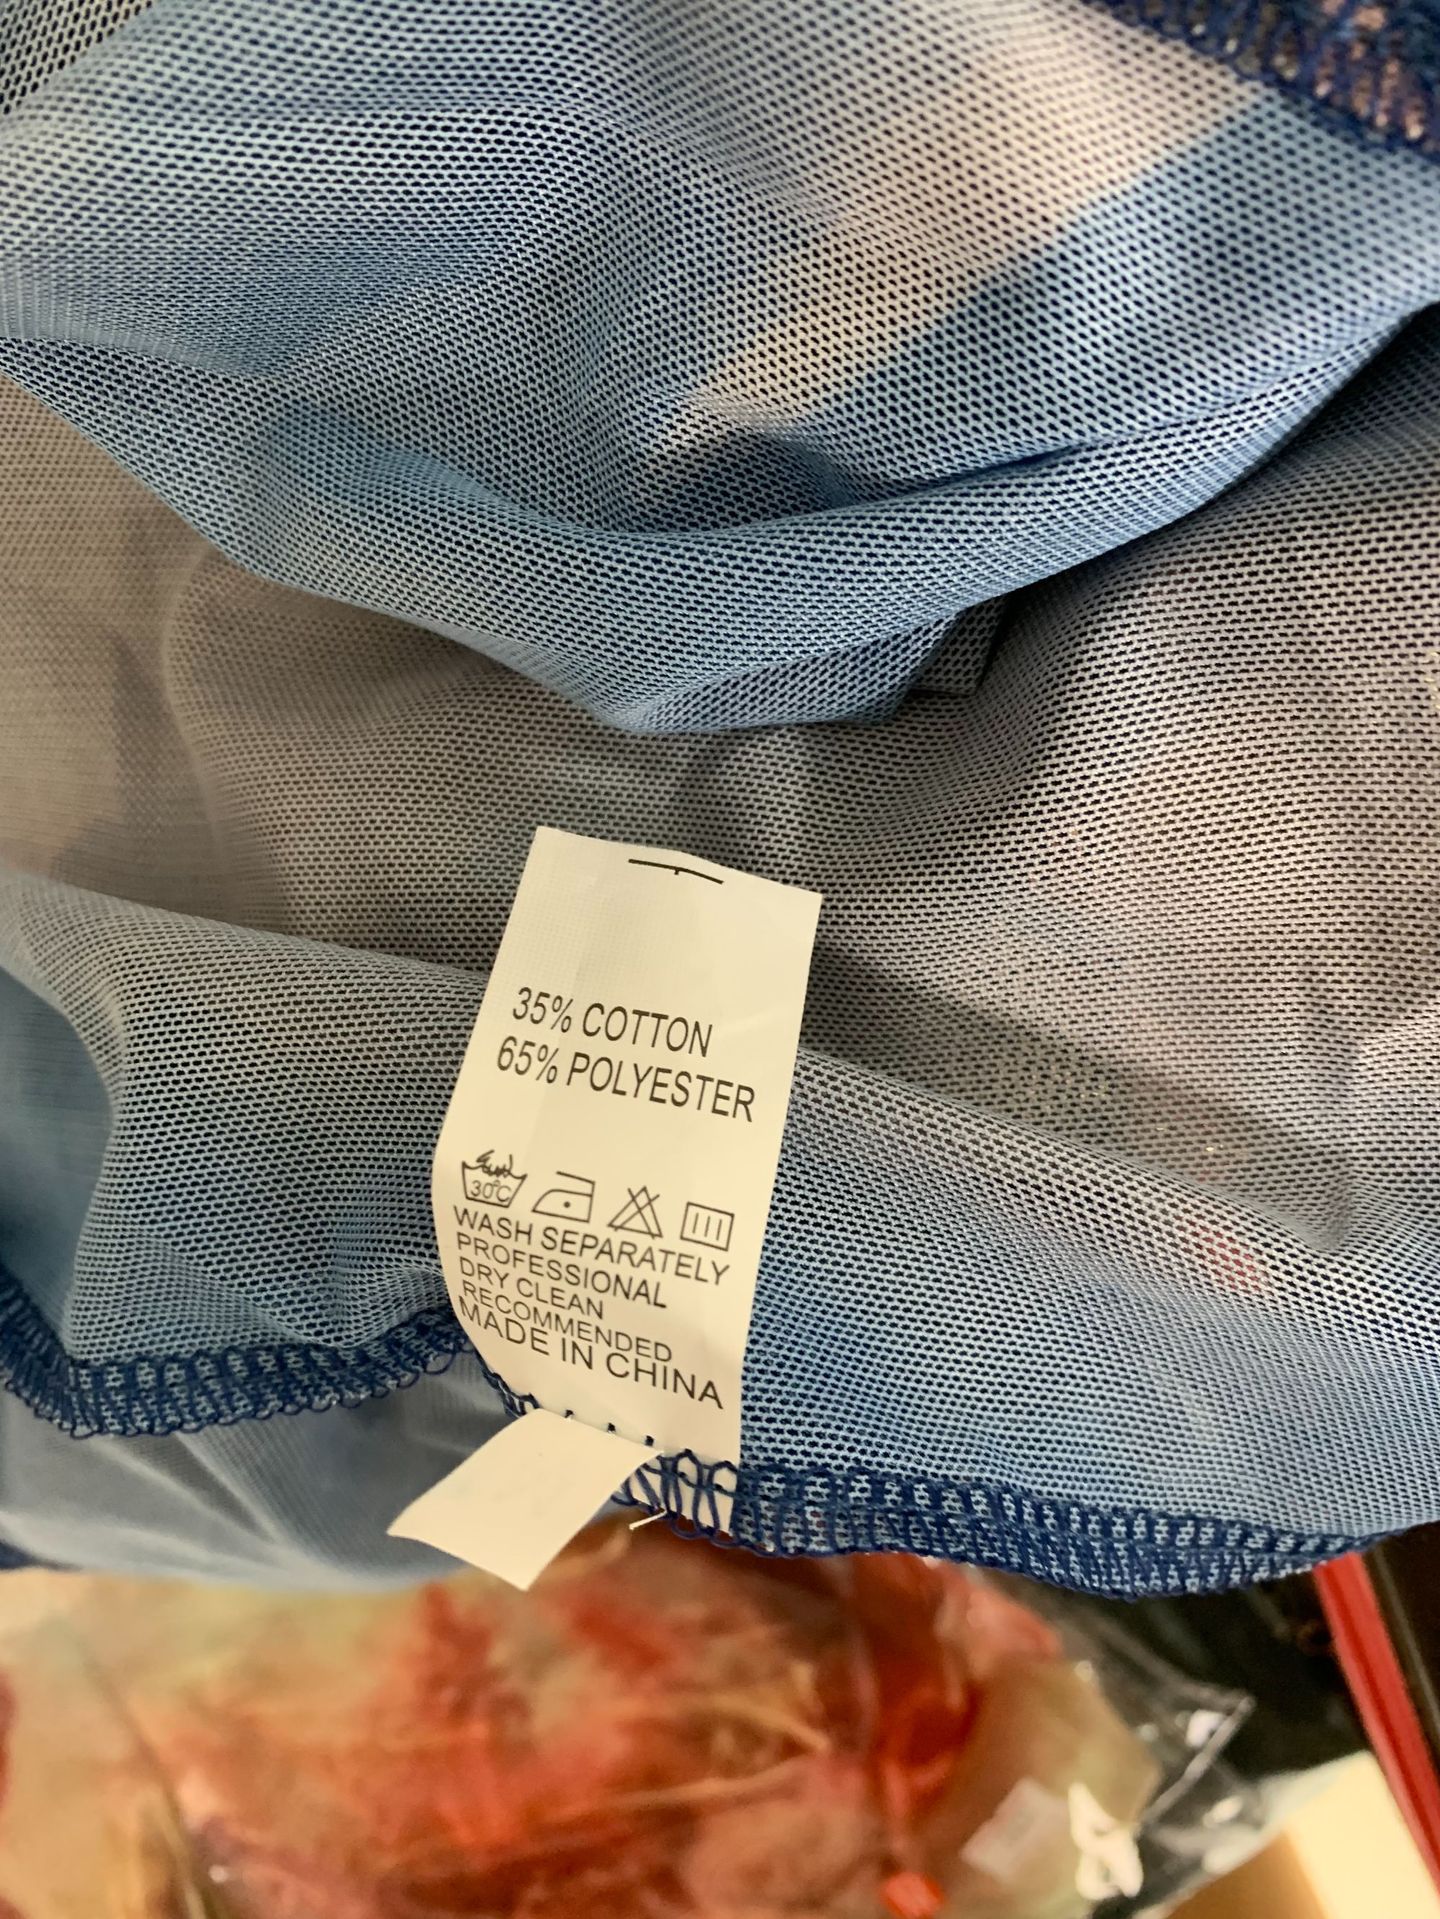 35% COTTON
65% POLYESTER
30°C
WASH SEPARATELY
PROFESSIONAL
DRY CLEAN
RECOMMENDED
MADE IN CHINA